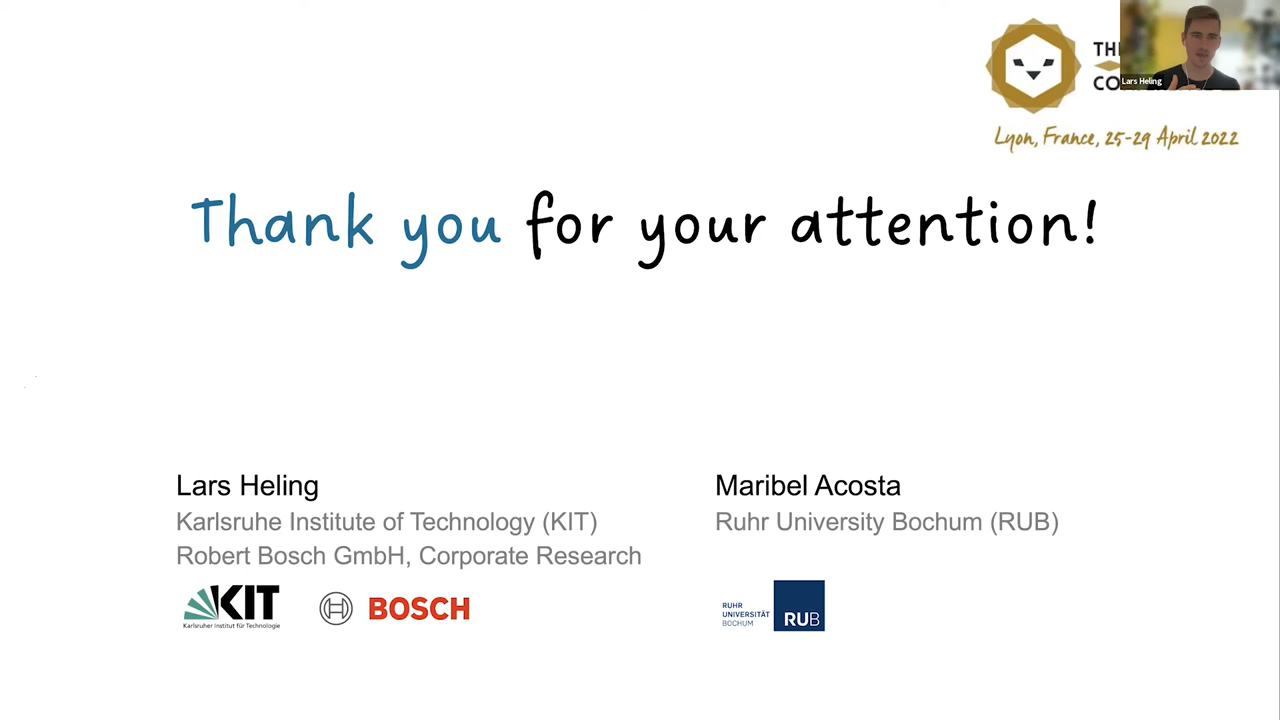 TH
CO
Lars Heling
Lyon, France, 25-29 April 2022
Thank you for your attention!
Lars Heling
Karlsruhe Institute of Technology (KIT)
Robert Bosch GmbH, Corporate Research
KIT
Karlsruher Institut für Technologie
BOSCH
Maribel Acosta
Ruhr University Bochum (RUB)
RUHR
UNIVERSITÄT
BOCHUM
RUB